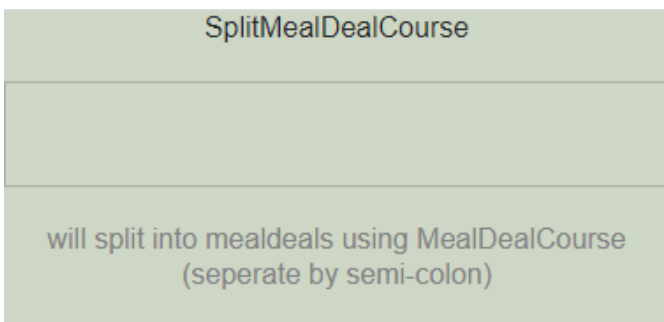 SplitMealDealCourse
will split into mealdeals using MealDealCourse
(seperate by semi-colon)